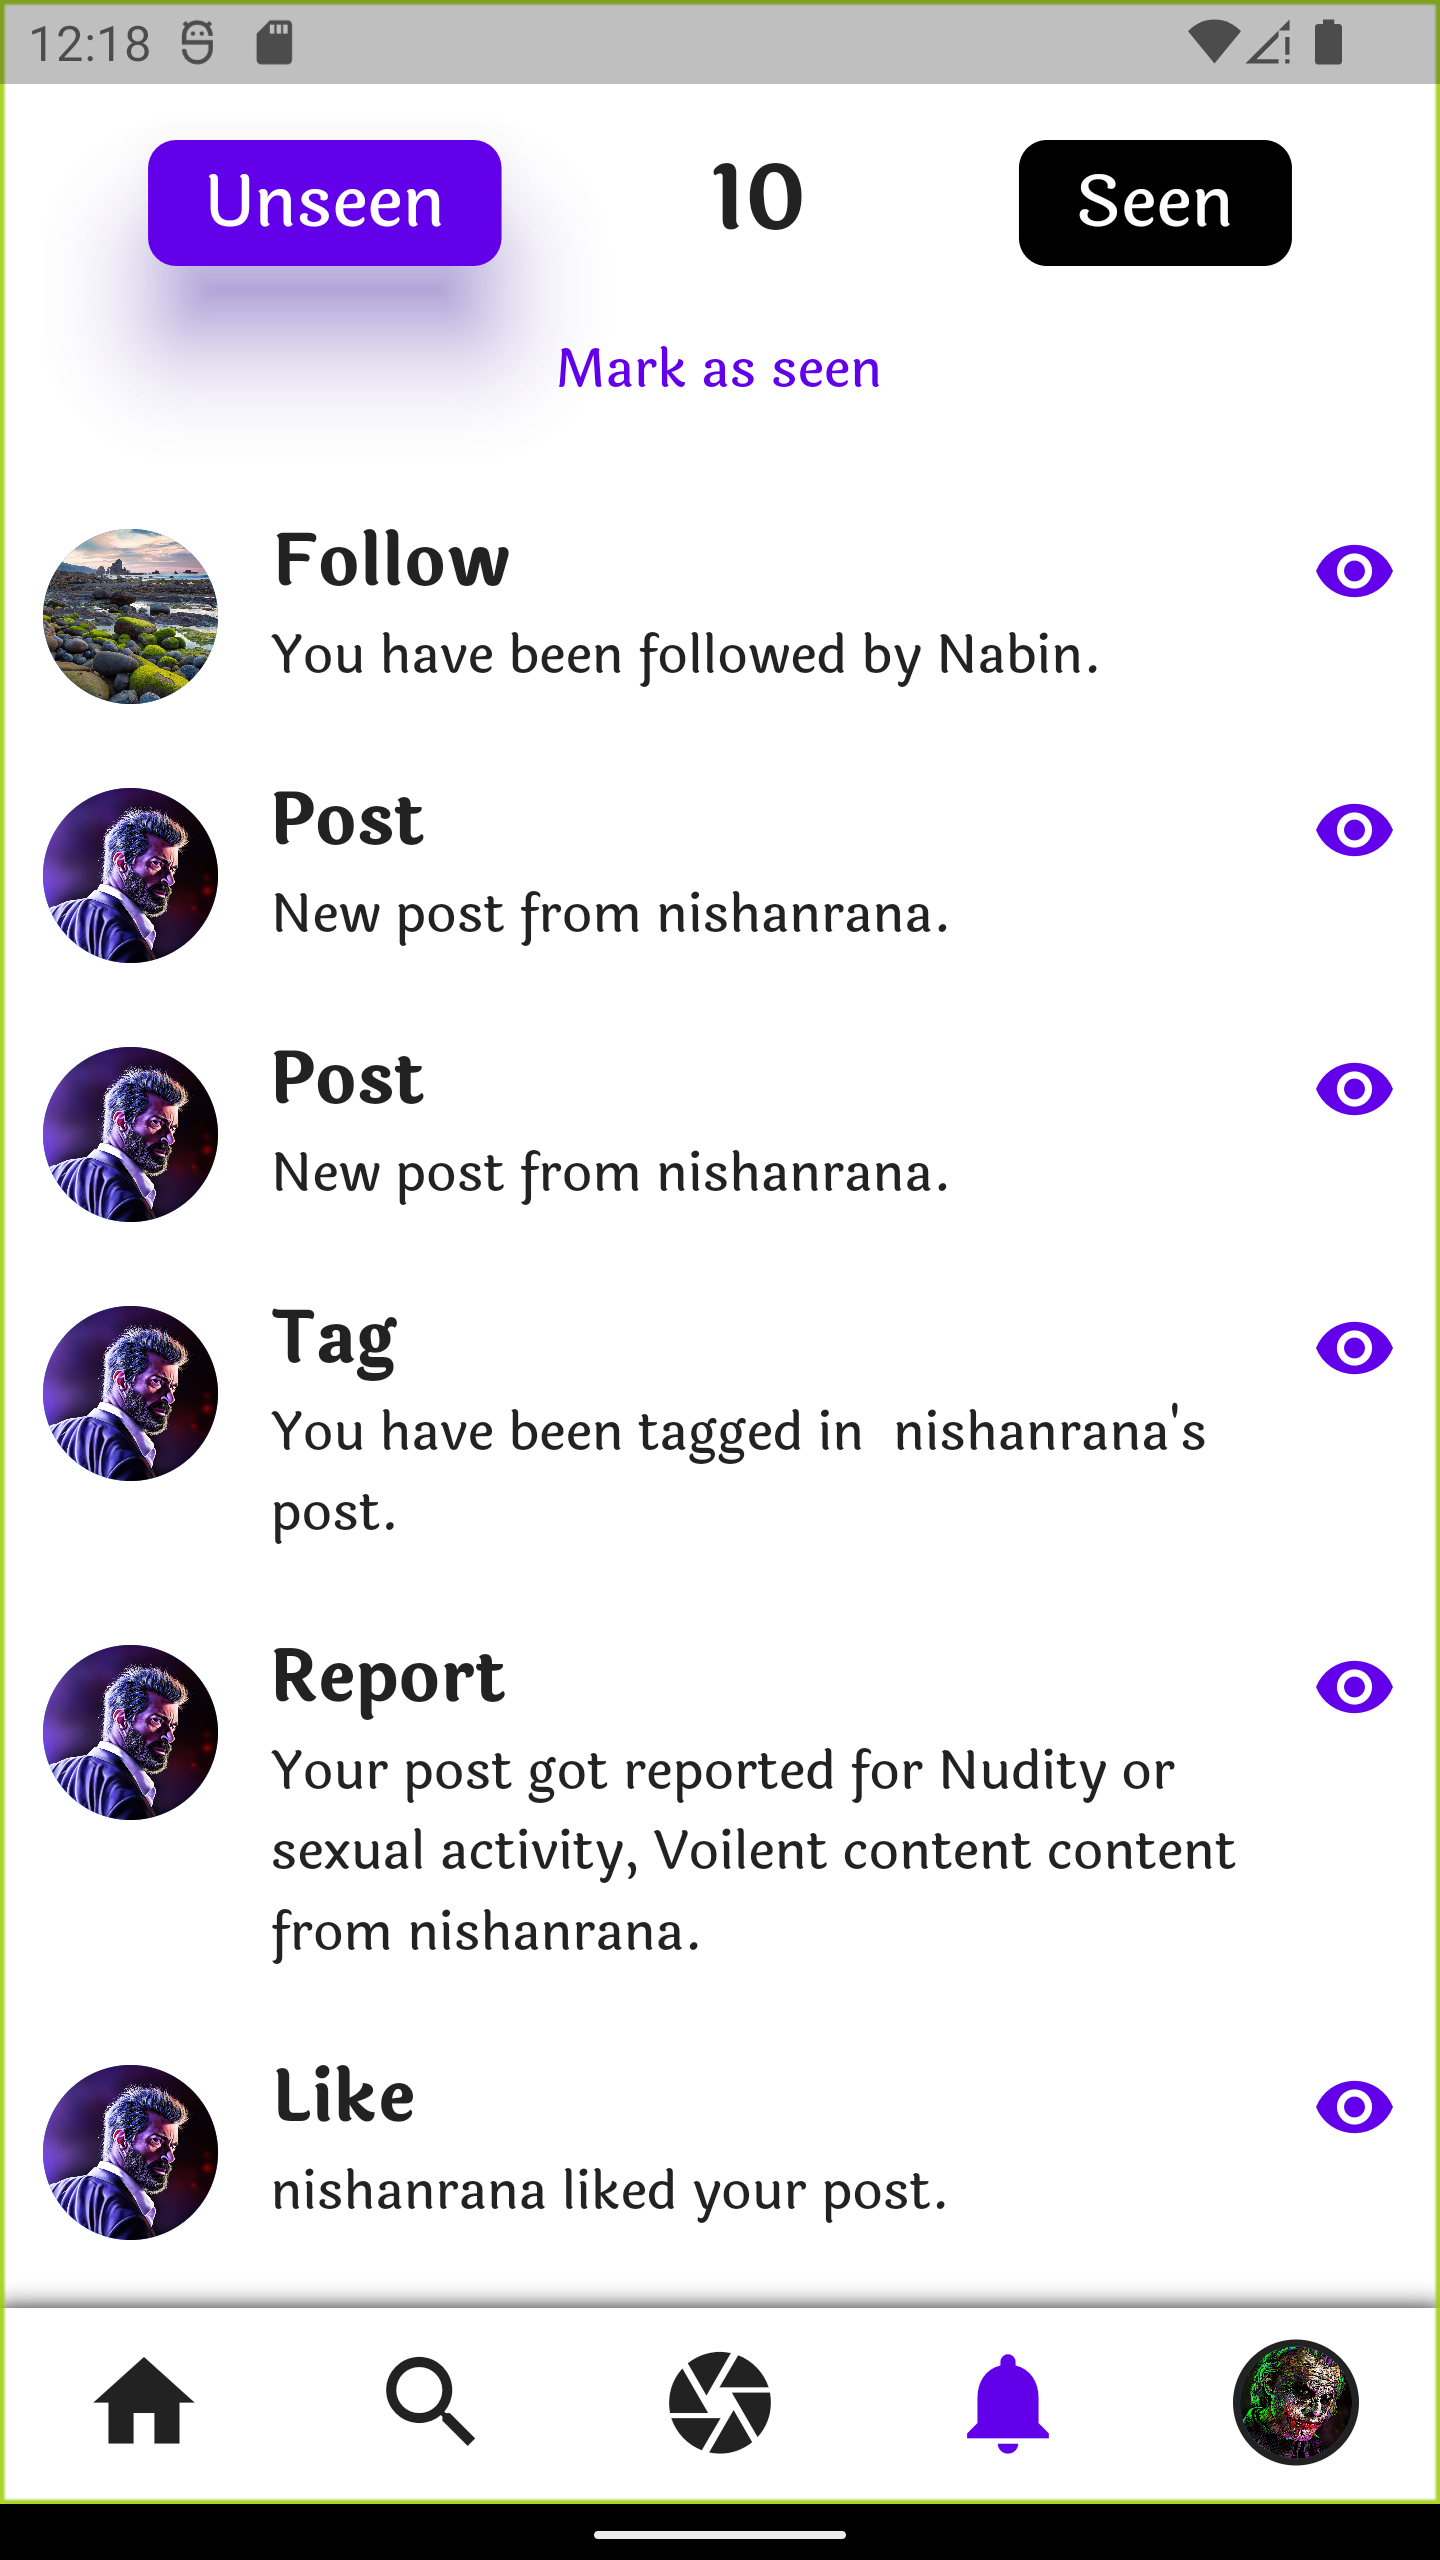 12:18
Unseen
10
Seen
Mark as seen
Follow
You have been followed by Nabin.
Post
New post from nishanrana.
Post
New post from nishanrana.
Tag
You have been tagged in  nishanrana's
post.
Report
Your post got reported for Nudity or
sexual activity, Voilent content content
from nishanrana.
Like
nishanrana liked your post.